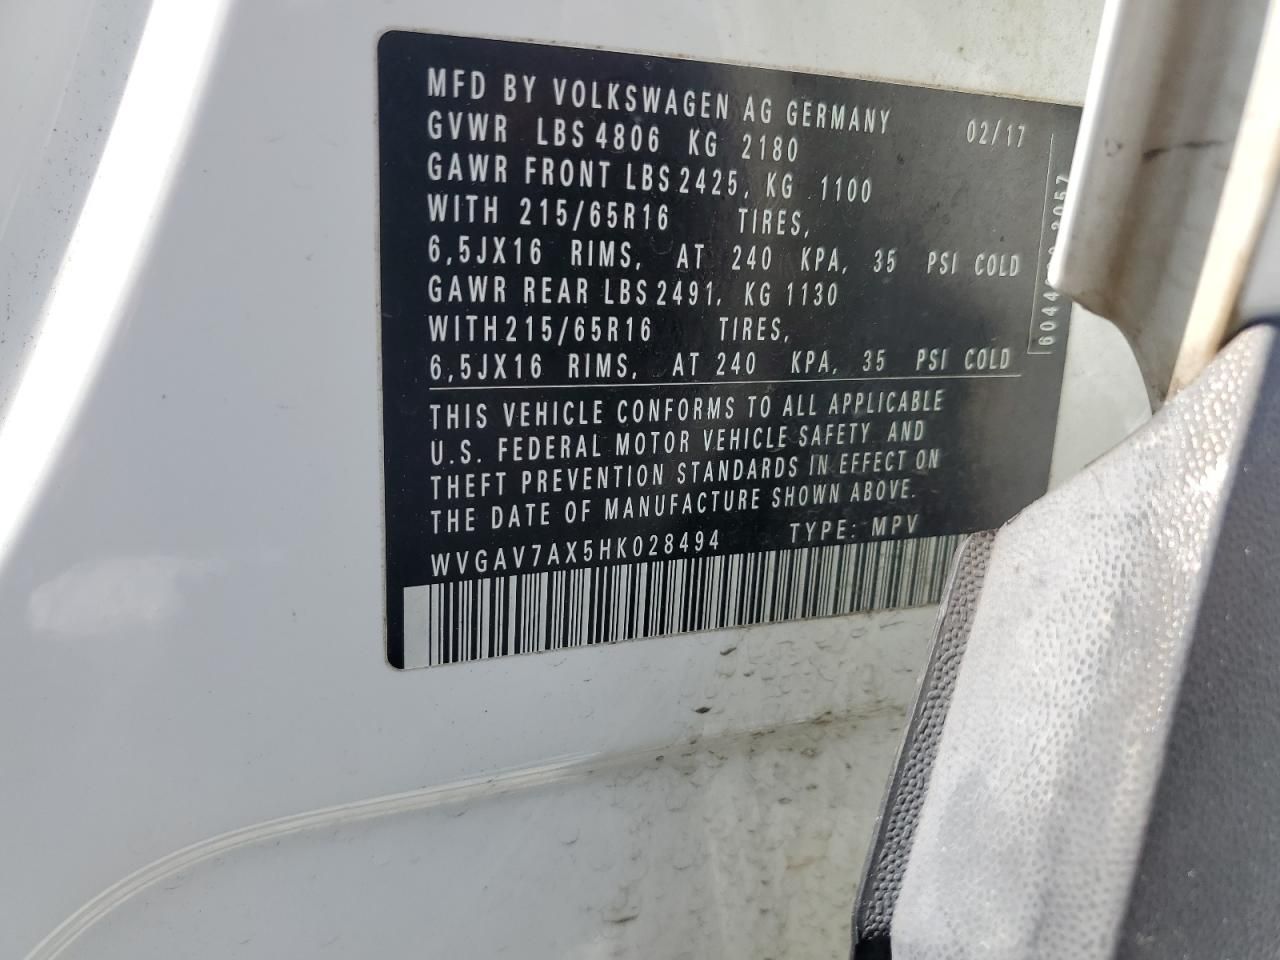 MFD BY VOLKSWAGEN AG GERMANY 02/17
GVWR LBS 4806 KG 2180
GAWR FRONT LBS 2425, KG 1100
WITH 215/65R16 TIRES,
6,5JX16 RIMS, AT 240 KPA, 35 PSI COLD
GAWR REAR LBS 2491, KG 1130
WITH 215/65R16 TIRES,
6,5JX16 RIMS, AT 240 KPA, 35 PSI COLD
THIS VEHICLE CONFORMS TO ALL APPLICABLE
U.S. FEDERAL MOTOR VEHICLE SAFETY AND
THEFT PREVENTION STANDARDS IN EFFECT ON
THE DATE OF MANUFACTURE SHOWN ABOVE.
WVGAV7AX5HK028494 TYPE: MPV